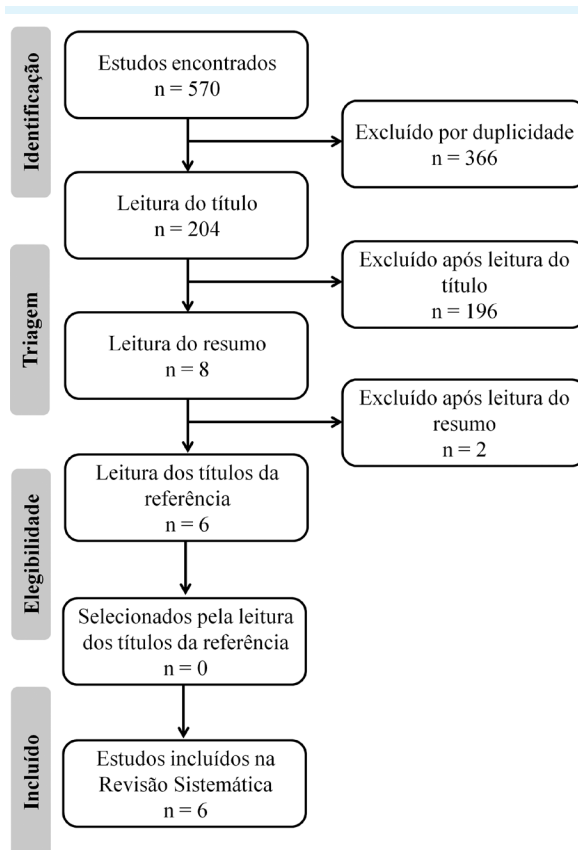 Identificação
Estudos encontrados
n = 570
Excluído por duplicidade
n = 366
Leitura do título
n = 204
Triagem
Excluído após leitura do
título
n = 196
Leitura do resumo
n = 8
Excluído após leitura do
resumo
n = 2
Elegibilidade
Leitura dos títulos da
referência
n = 6
Selecionados pela leitura
dos títulos da referência
n = 0
Incluído
Estudos incluídos na
Revisão Sistemática
n = 6